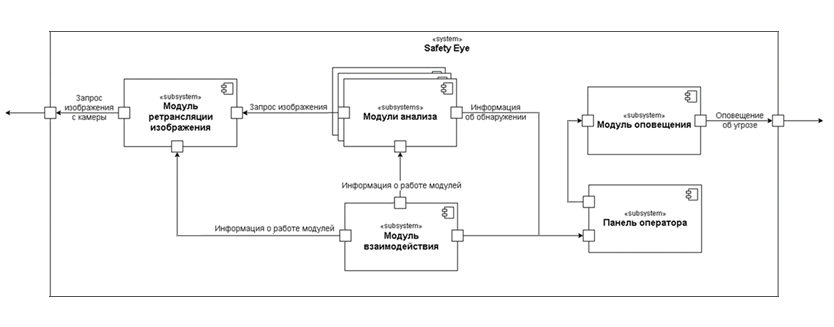 «system»
Safety Eye
Запрос
изображения
с камеры
«subsystem»
Модуль
ретрансляции
изображения
Запрос изображения
«subsystems»
Модули анализа
Информация
об обнаружении
«subsystem»
Модуль оповещения
Оповещение
об угрозе
Информация о работе модулей
«subsystem»
Модуль
взаимодействия
Информация о работе модулей
«subsystem»
Панель оператора